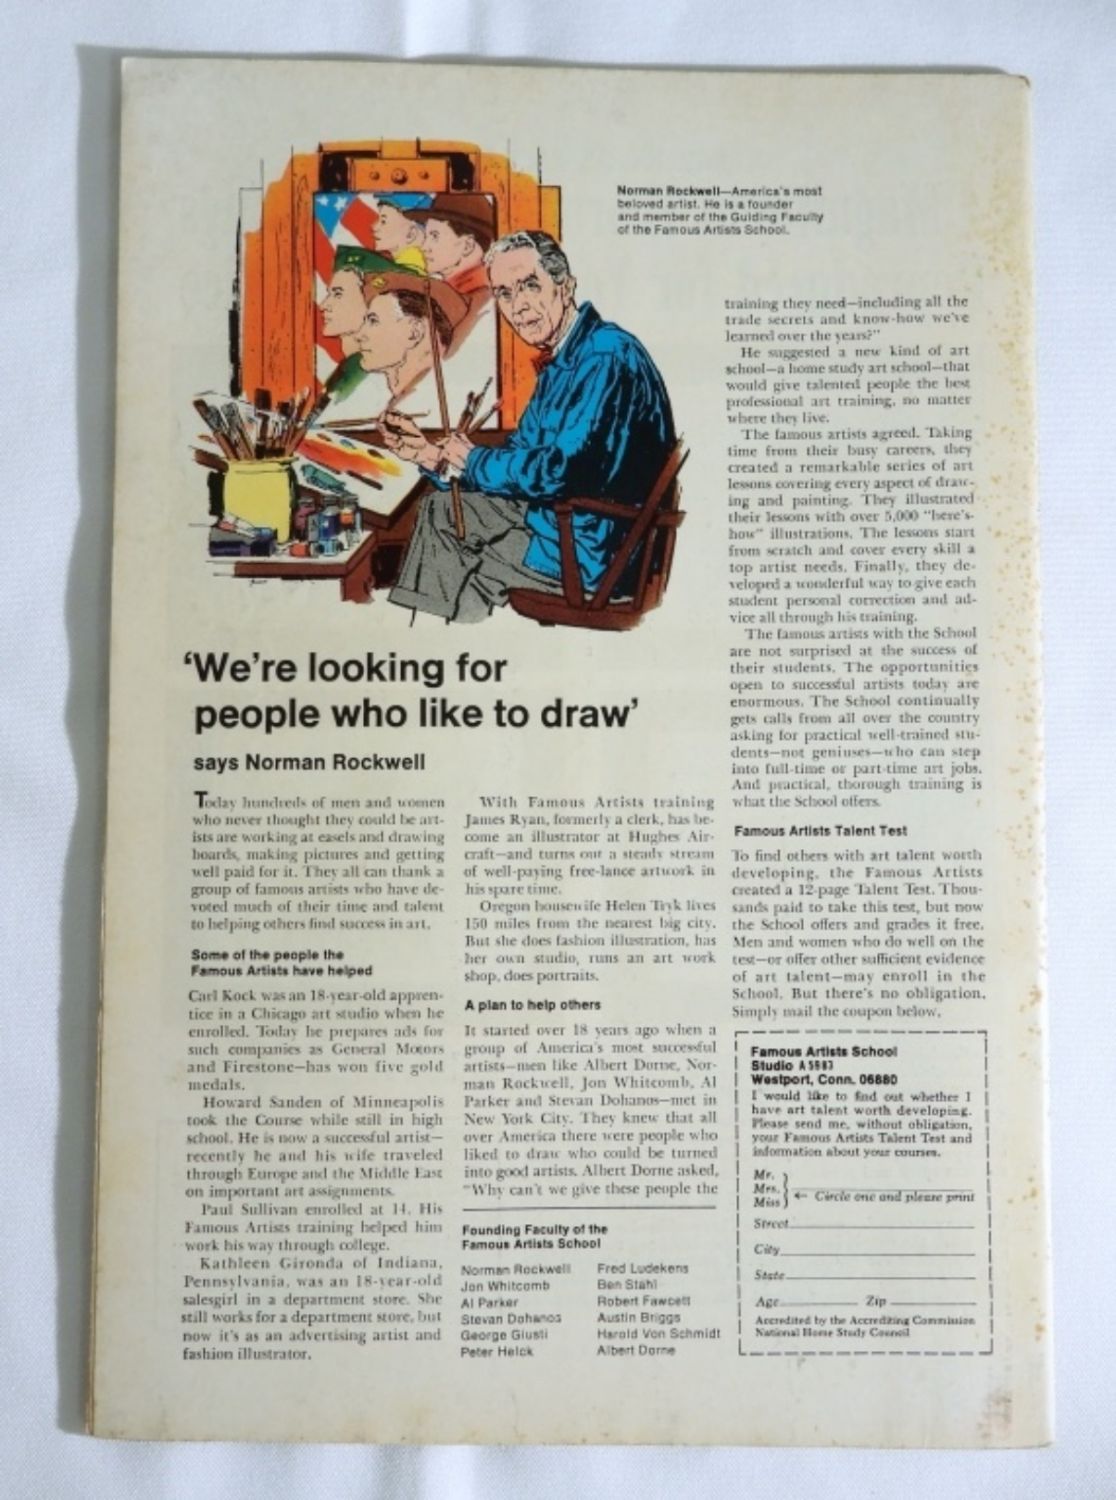 Norman Rockwell—America's most
beloved artist. He is a founder
and member of the Guiding Faculty
of the Famous Artists School.
'We're looking for
people who like to draw'
says Norman Rockwell
Today hundreds of men and women
who never thought they could be art-
ists are working at easels and drawing
boards, making pictures and getting
well paid for it. They all can thank a
group of famous artists who have de-
voted much of their time and talent
to helping others find success in art.
Some of the people the
Famous Artists have helped
Carl Kock was an 18-year-old appren-
tice in a Chicago art studio when he
enrolled. Today he prepares ads for
such companies as General Motors
and Firestone—has won five gold
medals.
Howard Sanden of Minneapolis
took the Course while still in high
school. He is now a successful artist—
recently he and his wife traveled
through Europe and the Middle East
on important art assignments.
Paul Sullivan enrolled at 14. His
Famous Artists training helped him
work his way through college.
Kathleen Gironda of Indiana,
Pennsylvania, was an 18-year-old
salesgirl in a department store. She
still works for a department store, but
now it's as an advertising artist and
fashion illustrator.
With Famous Artists training
James Ryan, formerly a clerk, has be-
come an illustrator at Hughes Air-
craft—and turns out a steady stream
of well-paying free-lance artwork in
his spare time.
Oregon housewife Helen Tryk lives
150 miles from the nearest big city.
But she does fashion illustration, has
her own studio, runs an art work
shop, does portraits.
A plan to help others
It started over 18 years ago when a
group of America's most successful
artists—men like Albert Dorne, Nor-
man Rockwell, Jon Whitcomb, Al
Parker and Stevan Dohanos—met in
New York City. They knew that all
over America there were people who
liked to draw who could be turned
into good artists. Albert Dorne asked,
"Why can't we give these people the
Founding Faculty of the
Famous Artists School
Norman Rockwell
Jon Whitcomb
Al Parker
Stevan Dohanos
George Giusti
Peter Helck
Fred Ludekens
Ben Stahl
Robert Fawcett
Austin Briggs
Harold Von Schmidt
Albert Dorne
training they need—including all the
trade secrets and know-how we've
learned over the years?"
He suggested a new kind of art
school—a home study art school—that
would give talented people the best
professional art training, no matter
where they live.
The famous artists agreed. Taking
time from their busy careers, they
created a remarkable series of art
lessons covering every aspect of draw-
ing and painting. They illustrated
their lessons with over 5,000 "here's-
how" illustrations. The lessons start
from scratch and cover every skill a
top artist needs. Finally, they de-
veloped a wonderful way to give each
student personal correction and ad-
vice all through his training.
The famous artists with the School
are not surprised at the success of
their students. The opportunities
open to successful artists today are
enormous. The School continually
gets calls from all over the country
asking for practical well-trained stu-
dents—not geniuses—who can step
into full-time or part-time art jobs.
And practical, thorough training is
what the School offers.
Famous Artists Talent Test
To find others with art talent worth
developing, the Famous Artists
created a 12-page Talent Test. Thou-
sands paid to take this test, but now
the School offers and grades it free.
Men and women who do well on the
test—or offer other sufficient evidence
of art talent—may enroll in the
School. But there's no obligation.
Simply mail the coupon below.
Famous Artists School
Studio A 5983
Westport, Conn. 06880
I would like to find out whether I
have art talent worth developing.
Please send me, without obligation,
your Famous Artists Talent Test and
information about your courses.
Mr.
Mrs.
Miss
← Circle one and please print
Street
City
State
Age Zip
Accredited by the Accrediting Commission
National Home Study Council